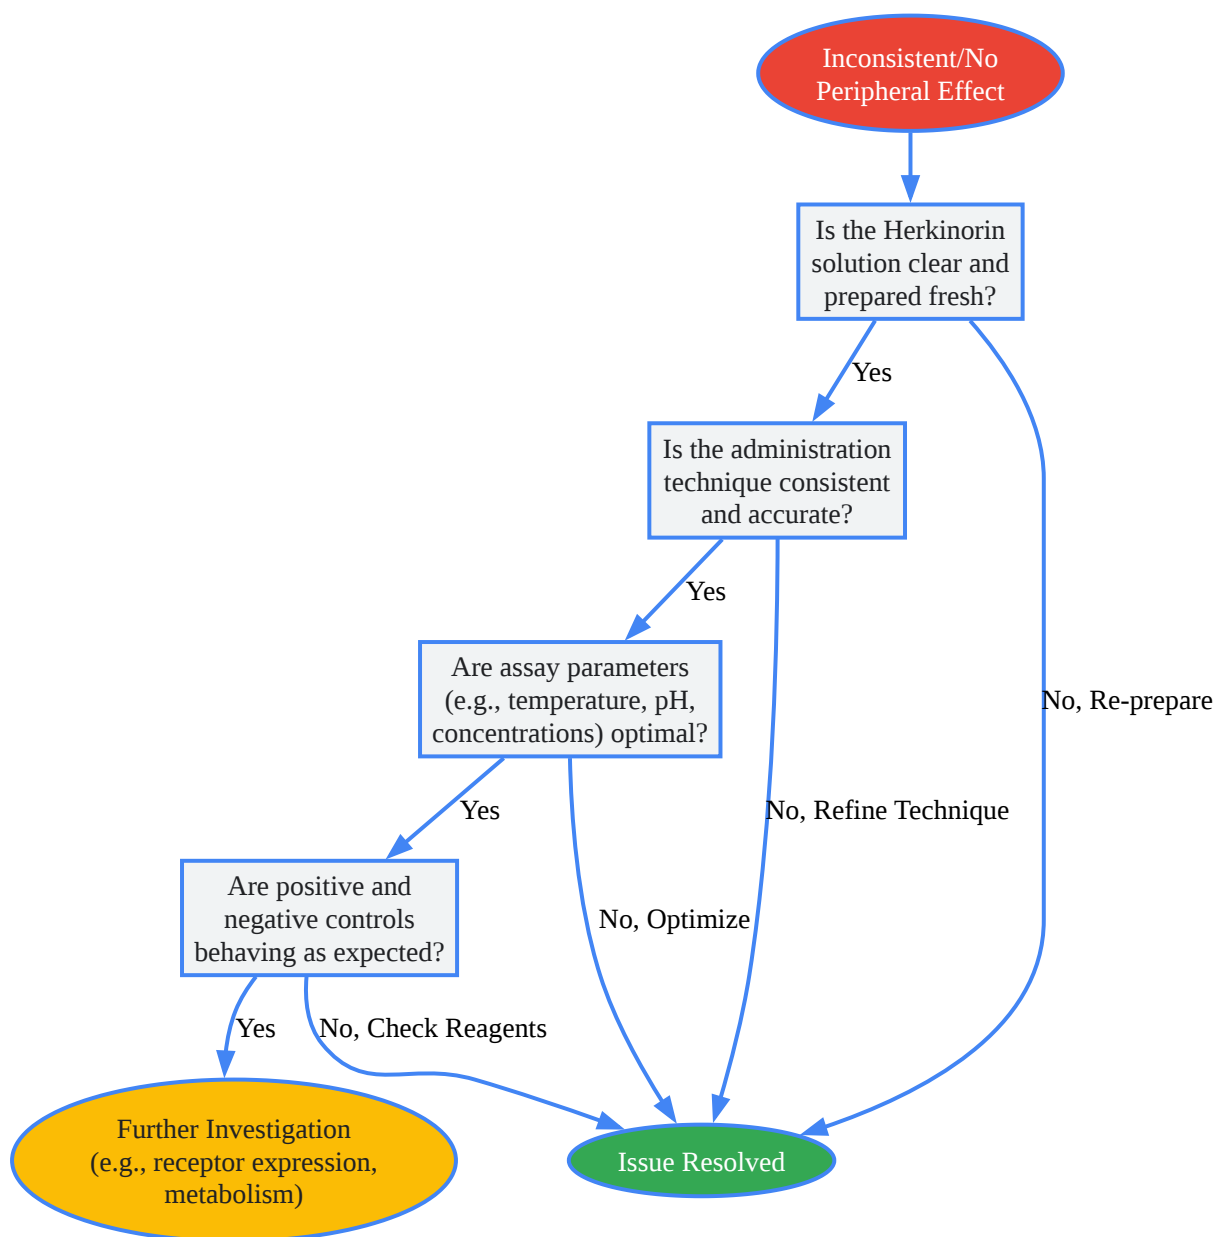 Inconsistent/No
Peripheral Effect
Is the Herkinorin
solution clear and
prepared fresh?
Yes
Is the administration
technique consistent
and accurate?
Yes
Are assay parameters
(e.g., temperature, pH,
concentrations) optimal?
No, Re-prepare
Yes
No, Refine Technique
Are positive and
negative controls
behaving as expected?
No, Optimize
Yes
No, Check Reagents
Further Investigation
(e.g., receptor expression,
metabolism)
Issue Resolved